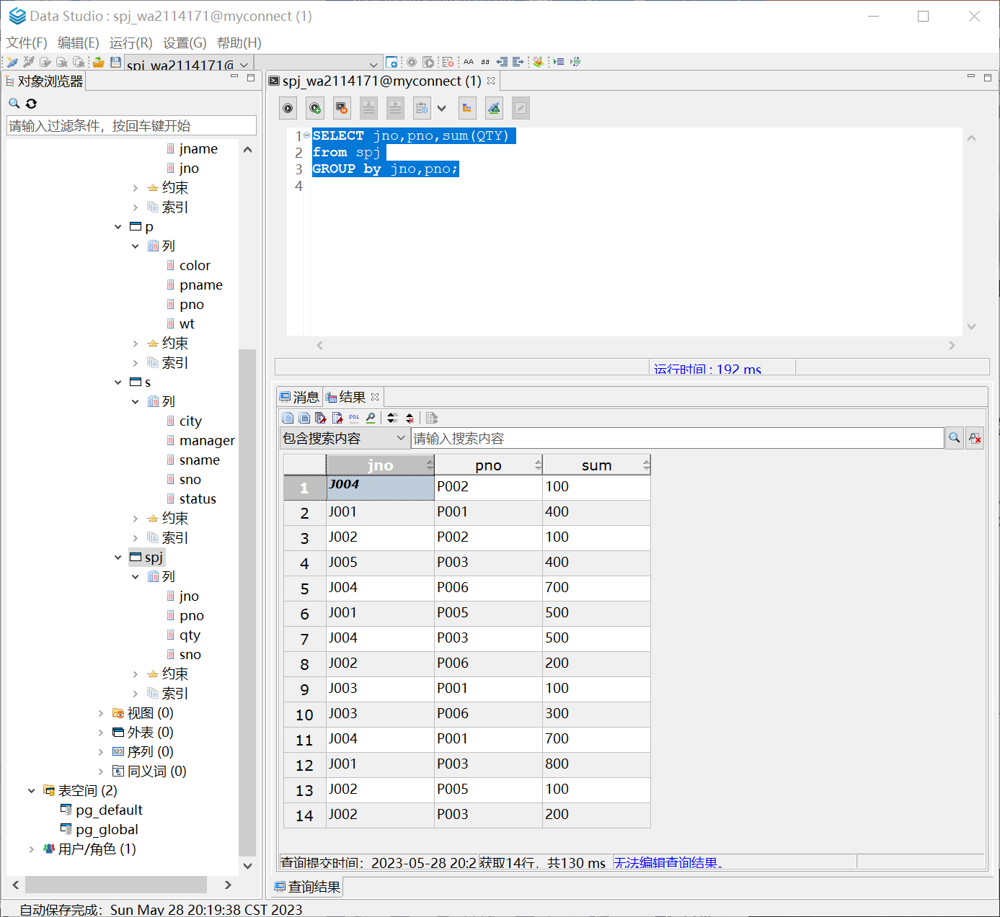 Data Studio : spj_wa2114171@myconnect (1)
文件(F) 编辑(E) 运行(R) 设置(G) 帮助(H)
spj_wa2114171@
AA aa
对象浏览器
请输入过滤条件，按回车键开始
jname
jno
约束
索引
p
列
color
pname
pno
wt
约束
索引
s
列
city
manager
sname
sno
status
约束
索引
spj
列
jno
pno
qty
sno
约束
索引
视图 (0)
外表 (0)
123 序列 (0)
同义词 (0)
表空间 (2)
pg_default
pg_global
用户/角色 (1)
spj_wa2114171@myconnect (1)
1 SELECT jno,pno,sum(QTY)
2 from spj
3 GROUP by jno,pno;
4
运行时间 : 192 ms
消息 结果
SQL
包含搜索内容 请输入搜索内容
jno pno sum
1 J004 P002 100
2 J001 P001 400
3 J002 P002 100
4 J005 P003 400
5 J004 P006 700
6 J001 P005 500
7 J004 P003 500
8 J002 P006 200
9 J003 P001 100
10 J003 P006 300
11 J004 P001 700
12 J001 P003 800
13 J002 P005 100
14 J002 P003 200
查询提交时间：2023-05-28 20:2 获取14行，共130 ms 无法编辑查询结果。
查询结果
自动保存完成：Sun May 28 20:19:38 CST 2023